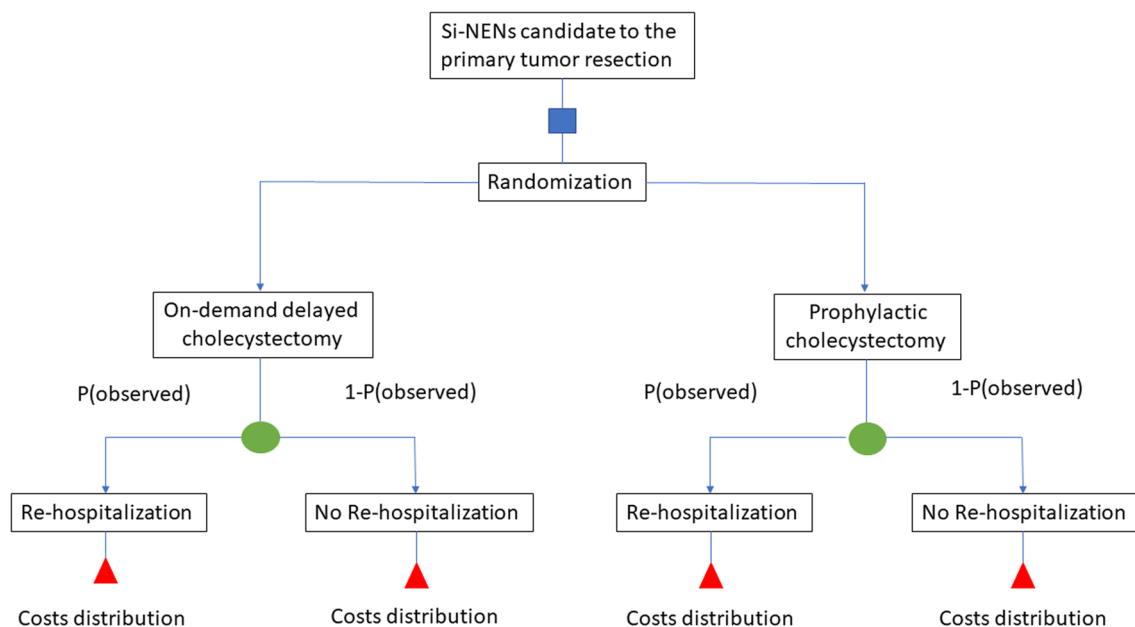 Si-NENs candidate to the
primary tumor resection
Randomization
On-demand delayed
cholecystectomy
Prophylactic
cholecystectomy
P(observed)
1-P(observed)
P(observed)
1-P(observed)
Re-hospitalization
No Re-hospitalization
Re-hospitalization
No Re-hospitalization
Costs distribution
Costs distribution
Costs distribution
Costs distribution